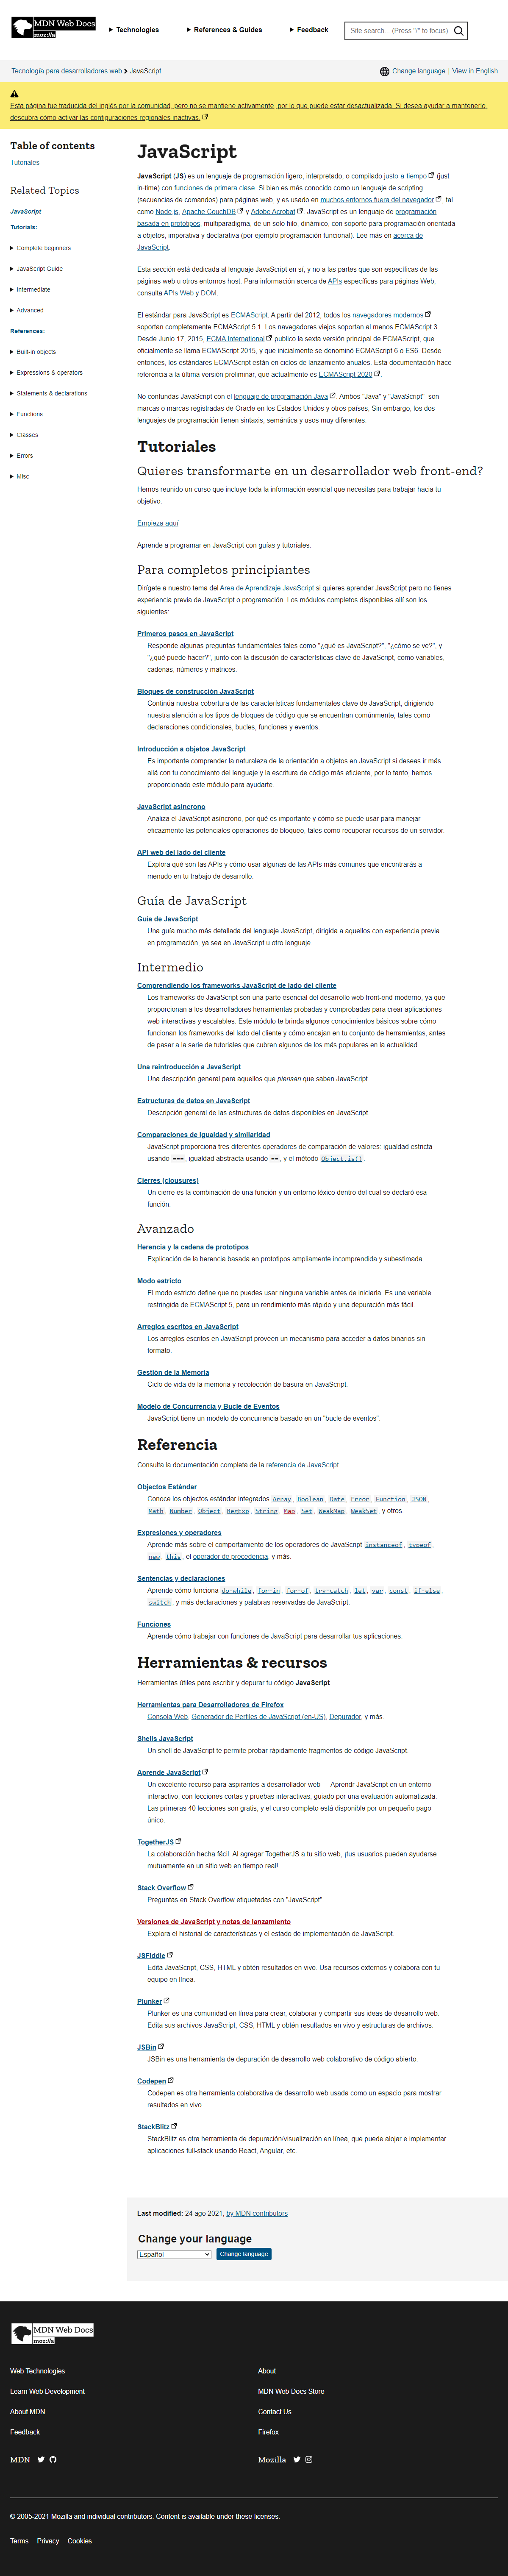 MDN Web Docs
mozilla
Technologies
References & Guides
Feedback
Site search... (Press "/" to focus)
Tecnología para desarrolladores web
JavaScript
Change language
View in English
Esta página fue traducida del inglés por la comunidad, pero no se mantiene activamente, por lo que puede estar desactualizada. Si desea ayudar a mantenerlo,
descubra cómo activar las configuraciones regionales inactivas.
Table of contents
Tutoriales
Related Topics
JavaScript
Tutorials:
Complete beginners
JavaScript Guide
Intermediate
Advanced
References:
Built-in objects
Expressions & operators
Statements & declarations
Functions
Classes
Errors
Misc
JavaScript
JavaScript (JS) es un lenguaje de programación ligero, interpretado, o compilado justo-a-tiempo (just-
in-time) con funciones de primera clase. Si bien es más conocido como un lenguaje de scripting
(secuencias de comandos) para páginas web, y es usado en muchos entornos fuera del navegador, tal
como Node.js, Apache CouchDB y Adobe Acrobat. JavaScript es un lenguaje de programación
basada en prototipos, multiparadigma, de un solo hilo, dinámico, con soporte para programación orientada
a objetos, imperativa y declarativa (por ejemplo programación funcional). Lee más en acerca de
JavaScript.
Esta sección está dedicada al lenguaje JavaScript en sí, y no a las partes que son específicas de las
páginas web u otros entornos host. Para información acerca de APIs específicas para páginas Web,
consulta APIs Web y DOM.
El estándar para JavaScript es ECMAScript. A partir del 2012, todos los navegadores modernos
soportan completamente ECMAScript 5.1. Los navegadores viejos soportan al menos ECMAScript 3.
Desde Junio 17, 2015, ECMA International publico la sexta versión principal de ECMAScript, que
oficialmente se llama ECMAScript 2015, y que inicialmente se denominó ECMAScript 6 o ES6. Desde
entonces, los estándares ECMAScript están en ciclos de lanzamiento anuales. Esta documentación hace
referencia a la última versión preliminar, que actualmente es ECMAScript 2020.
No confundas JavaScript con el lenguaje de programación Java. Ambos "Java" y "JavaScript" son
marcas o marcas registradas de Oracle en los Estados Unidos y otros países, Sin embargo, los dos
lenguajes de programación tienen sintaxis, semántica y usos muy diferentes.
Tutoriales
Quieres transformarte en un desarrollador web front-end?
Hemos reunido un curso que incluye toda la información esencial que necesitas para trabajar hacia tu
objetivo.
Empieza aquí
Aprende a programar en JavaScript con guías y tutoriales.
Para completos principiantes
Dirígete a nuestro tema del Area de Aprendizaje JavaScript si quieres aprender JavaScript pero no tienes
experiencia previa de JavaScript o programación. Los módulos completos disponibles allí son los
siguientes:
Primeros pasos en JavaScript
Responde algunas preguntas fundamentales tales como "¿qué es JavaScript?", "¿cómo se ve?", y
"¿qué puede hacer?", junto con la discusión de características clave de JavaScript, como variables,
cadenas, números y matrices.
Bloques de construcción JavaScript
Continúa nuestra cobertura de las características fundamentales clave de JavaScript, dirigiendo
nuestra atención a los tipos de bloques de código que se encuentran comúnmente, tales como
declaraciones condicionales, bucles, funciones y eventos.
Introducción a objetos JavaScript
Es importante comprender la naturaleza de la orientación a objetos en JavaScript si deseas ir más
allá con tu conocimiento del lenguaje y la escritura de código más eficiente, por lo tanto, hemos
proporcionado este módulo para ayudarte.
JavaScript asíncrono
Analiza el JavaScript asíncrono, por qué es importante y cómo se puede usar para manejar
eficazmente las potenciales operaciones de bloqueo, tales como recuperar recursos de un servidor.
API web del lado del cliente
Explora qué son las APIs y cómo usar algunas de las APIs más comunes que encontrarás a
menudo en tu trabajo de desarrollo.
Guía de JavaScript
Guía de JavaScript
Una guía mucho más detallada del lenguaje JavaScript, dirigida a aquellos con experiencia previa
en programación, ya sea en JavaScript u otro lenguaje.
Intermedio
Comprendiendo los frameworks JavaScript de lado del cliente
Los frameworks de JavaScript son una parte esencial del desarrollo web front-end moderno, ya que
proporcionan a los desarrolladores herramientas probadas y comprobadas para crear aplicaciones
web interactivas y escalables. Este módulo te brinda algunos conocimientos básicos sobre cómo
funcionan los frameworks del lado del cliente y cómo encajan en tu conjunto de herramientas, antes
de pasar a la serie de tutoriales que cubren algunos de los más populares en la actualidad.
Una reintroducción a JavaScript
Una descripción general para aquellos que piensan que saben JavaScript.
Estructuras de datos en JavaScript
Descripción general de las estructuras de datos disponibles en JavaScript.
Comparaciones de igualdad y similaridad
JavaScript proporciona tres diferentes operadores de comparación de valores: igualdad estricta
usando ===, igualdad abstracta usando ==, y el método Object.is().
Cierres (clousures)
Un cierre es la combinación de una función y un entorno léxico dentro del cual se declaró esa
función.
Avanzado
Herencia y la cadena de prototipos
Explicación de la herencia basada en prototipos ampliamente incomprendida y subestimada.
Modo estricto
El modo estricto define que no puedes usar ninguna variable antes de iniciarla. Es una variable
restringida de ECMAScript 5, para un rendimiento más rápido y una depuración más fácil.
Arreglos escritos en JavaScript
Los arreglos escritos en JavaScript proveen un mecanismo para acceder a datos binarios sin
formato.
Gestión de la Memoria
Ciclo de vida de la memoria y recolección de basura en JavaScript.
Modelo de Concurrencia y Bucle de Eventos
JavaScript tiene un modelo de concurrencia basado en un "bucle de eventos".
Referencia
Consulta la documentación completa de la referencia de JavaScript.
Objectos Estándar
Conoce los objectos estándar integrados Array, Boolean, Date, Error, Function, JSON,
Math, Number, Object, RegExp, String, Map, Set, WeakMap, WeakSet, y otros.
Expresiones y operadores
Aprende más sobre el comportamiento de los operadores de JavaScript instanceof, typeof,
new, this, el operador de precedencia, y más.
Sentencias y declaraciones
Aprende cómo funciona do-while, for-in, for-of, try-catch, let, var, const, if-else,
switch, y más declaraciones y palabras reservadas de JavaScript.
Funciones
Aprende cómo trabajar con funciones de JavaScript para desarrollar tus aplicaciones.
Herramientas & recursos
Herramientas útiles para escribir y depurar tu código JavaScript.
Herramientas para Desarrolladores de Firefox
Consola Web, Generador de Perfiles de JavaScript (en-US), Depurador, y más.
Shells JavaScript
Un shell de JavaScript te permite probar rápidamente fragmentos de código JavaScript.
Aprende JavaScript
Un excelente recurso para aspirantes a desarrollador web — Aprendr JavaScript en un entorno
interactivo, con lecciones cortas y pruebas interactivas, guiado por una evaluación automatizada.
Las primeras 40 lecciones son gratis, y el curso completo está disponible por un pequeño pago
único.
TogetherJS
La colaboración hecha fácil. Al agregar TogetherJS a tu sitio web, ¡tus usuarios pueden ayudarse
mutuamente en un sitio web en tiempo real!
Stack Overflow
Preguntas en Stack Overflow etiquetadas con "JavaScript".
Versiones de JavaScript y notas de lanzamiento
Explora el historial de características y el estado de implementación de JavaScript.
JSFiddle
Edita JavaScript, CSS, HTML y obtén resultados en vivo. Usa recursos externos y colabora con tu
equipo en línea.
Plunker
Plunker es una comunidad en línea para crear, colaborar y compartir sus ideas de desarrollo web.
Edita sus archivos JavaScript, CSS, HTML y obtén resultados en vivo y estructuras de archivos.
JSBin
JSBin es una herramienta de depuración de desarrollo web colaborativo de código abierto.
Codepen
Codepen es otra herramienta colaborativa de desarrollo web usada como un espacio para mostrar
resultados en vivo.
StackBlitz
StackBlitz es otra herramienta de depuración/visualización en línea, que puede alojar e implementar
aplicaciones full-stack usando React, Angular, etc.
Last modified: 24 ago 2021, by MDN contributors
Change your language
Español
Change language
MDN Web Docs
mozilla
Web Technologies
Learn Web Development
About MDN
Feedback
About
MDN Web Docs Store
Contact Us
Firefox
MDN
Mozilla
© 2005-2021 Mozilla and individual contributors. Content is available under these licenses.
Terms
Privacy
Cookies